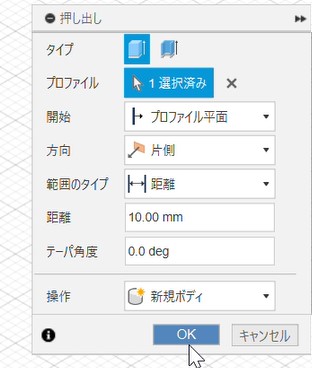 押し出し
タイプ
プロファイル 1 選択済み
開始 プロファイル平面
方向 片側
範囲のタイプ 距離
距離 10.00 mm
テーパ角度 0.0 deg
操作 新規ボディ
OK キャンセル